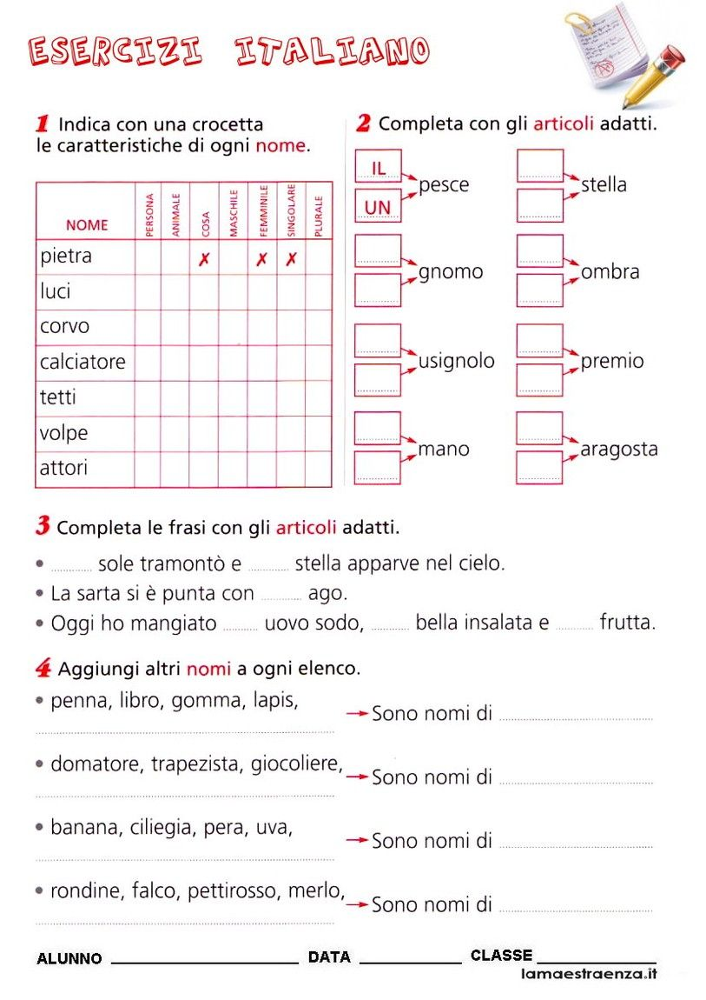 ESERCIZI ITALIANO
1 Indica con una crocetta
le caratteristiche di ogni nome.
NOME PERSONA ANIMALE COSA MASCHILE FEMMINILE SINGOLARE PLURALE
pietra ✗ ✗ ✗
luci
corvo
calciatore
tetti
volpe
attori
2 Completa con gli articoli adatti.
IL
UN
pesce
stella
gnomo
ombra
usignolo
premio
mano
aragosta
3 Completa le frasi con gli articoli adatti.
• ............ sole tramontò e ............ stella apparve nel cielo.
• La sarta si è punta con ............ ago.
• Oggi ho mangiato .......... uovo sodo, ........... bella insalata e ........... frutta.
4 Aggiungi altri nomi a ogni elenco.
• penna, libro, gomma, lapis,
→ Sono nomi di ............................................
• domatore, trapezista, giocoliere,
→ Sono nomi di ............................................
• banana, ciliegia, pera, uva,
→ Sono nomi di ............................................
• rondine, falco, pettirosso, merlo,
→ Sono nomi di ............................................
ALUNNO ____________________ DATA ___________ CLASSE _____________
lamaestraenza.it